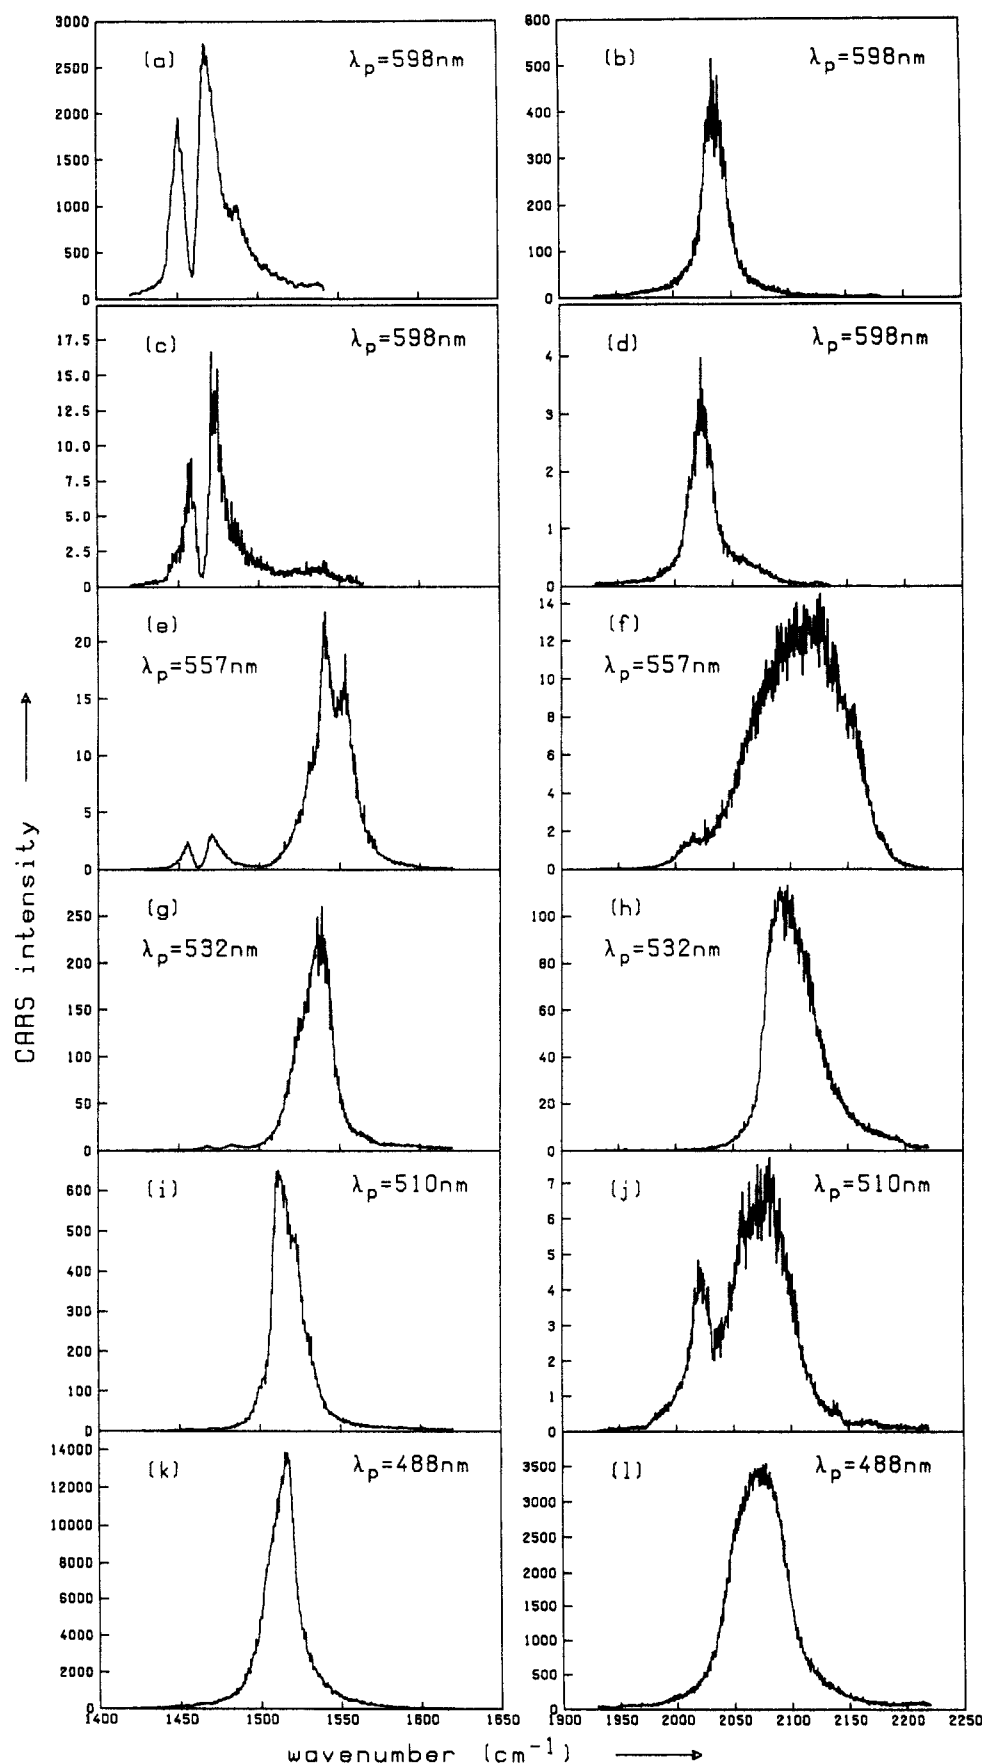 3000
2500
2000
1500
1000
500
0
(a)
λp=598nm
600
500
400
300
200
100
0
(b)
λp=598nm
17.5
15.0
12.5
10.0
7.5
5.0
2.5
0
(c)
λp=598nm
4
3
2
1
0
(d)
λp=598nm
20
15
10
5
0
(e)
λp=557nm
14
12
10
8
6
4
2
0
(f)
λp=557nm
250
200
150
100
50
0
(g)
λp=532nm
100
80
60
40
20
0
(h)
λp=532nm
600
500
400
300
200
100
0
(i)
λp=510nm
7
6
5
4
3
2
1
0
(j)
λp=510nm
14000
12000
10000
8000
6000
4000
2000
0
(k)
λp=488nm
3500
3000
2500
2000
1500
1000
500
0
(l)
λp=488nm
1400 1450 1500 1550 1600 1650
1900 1950 2000 2050 2100 2150 2200 2250
CARS intensity
wavenumber (cm⁻¹)